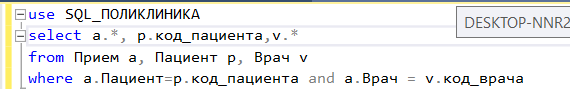 use SQL_ПОЛИКЛИНИКА
DESKTOP-NNR2
select a.*, p.код_пациента,v.*
from Прием a, Пациент p, Врач v
where a.Пациент=p.код_пациента and a.Врач = v.код_врача